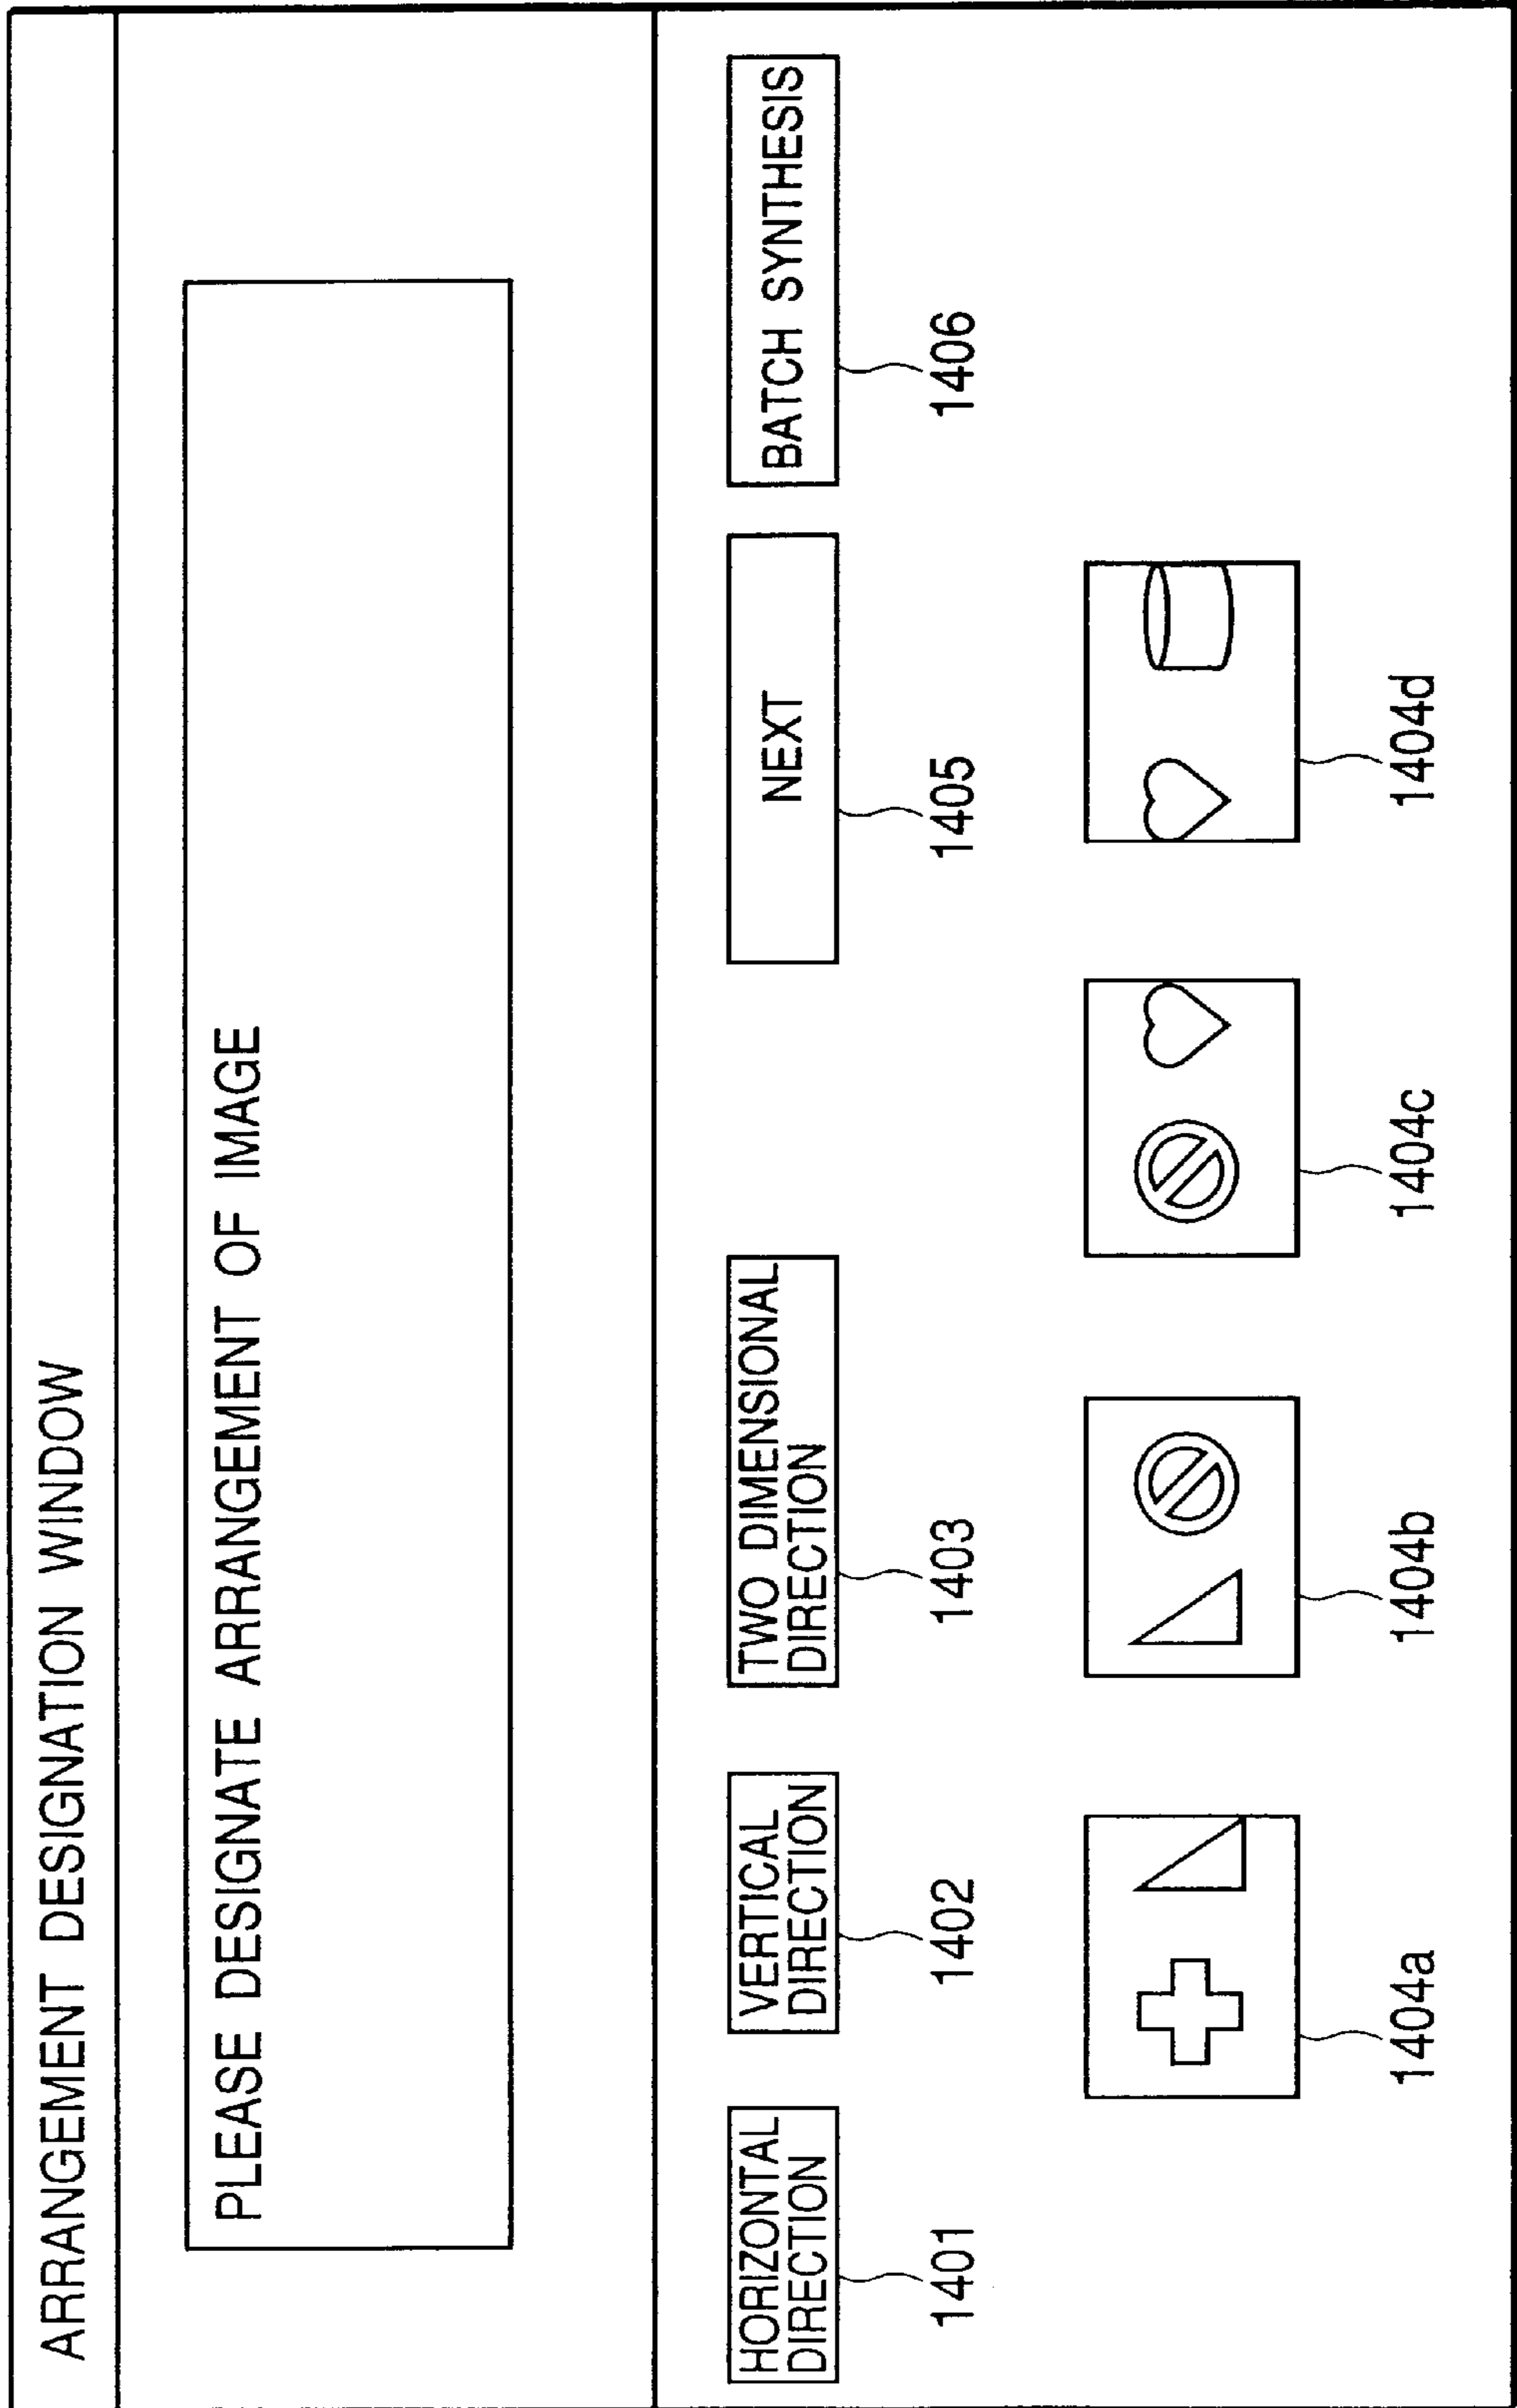 ARRANGEMENT DESIGNATION WINDOW
PLEASE DESIGNATE ARRANGEMENT OF IMAGE
HORIZONTAL
DIRECTION
VERTICAL
DIRECTION
TWO DIMENSIONAL
DIRECTION
NEXT
BATCH SYNTHESIS
1401
1402
1403
1405
1406
1404a
1404b
1404c
1404d